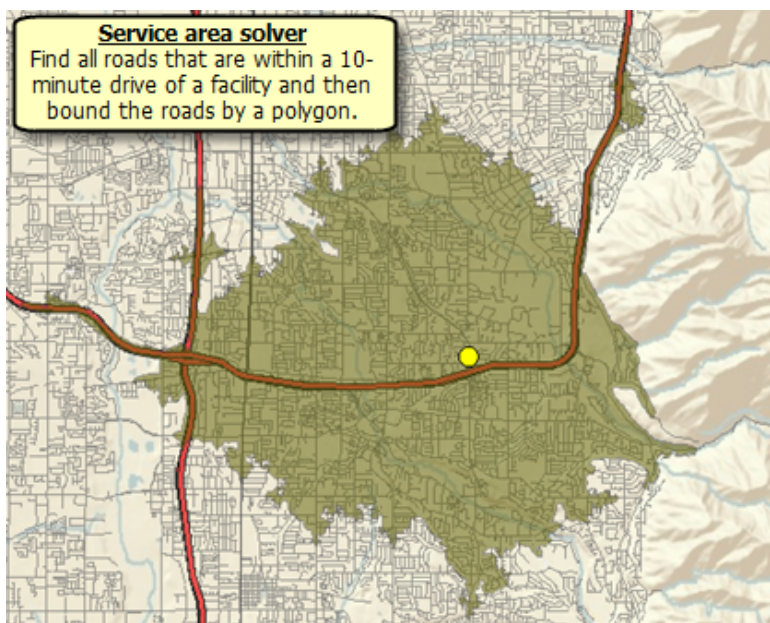 Service area solver
Find all roads that are within a 10-
minute drive of a facility and then
bound the roads by a polygon.